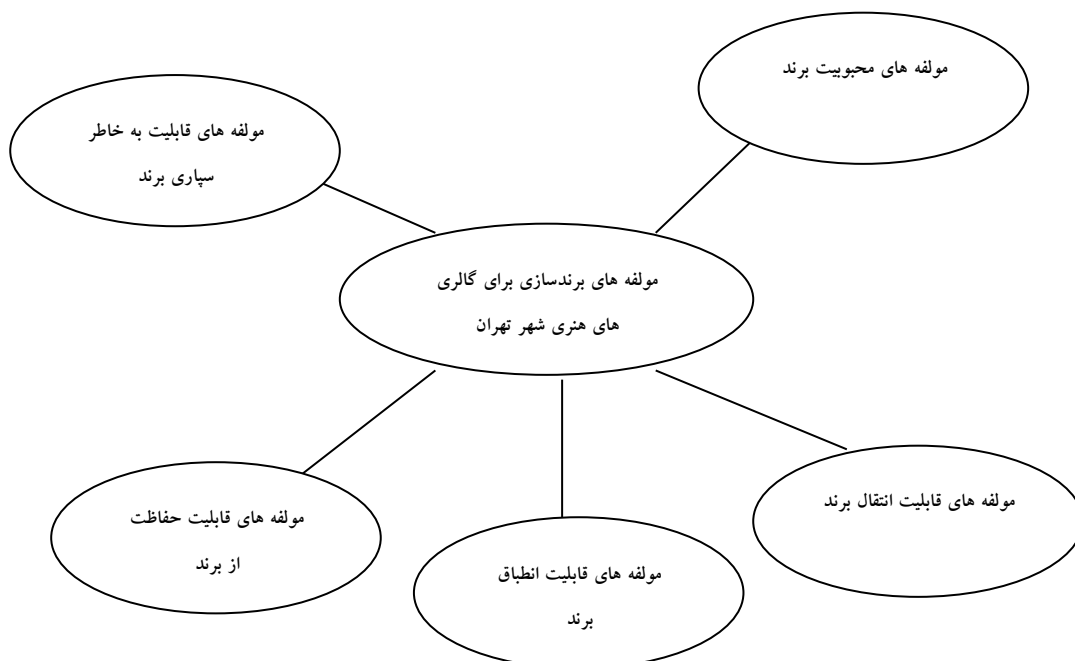 مولفه های محبوبیت برند
مولفه های قابلیت به خاطر
سپاری برند
مولفه های برندسازی برای گالری
های هنری شهر تهران
مولفه های قابلیت انتقال برند
مولفه های قابلیت حفاظت
از برند
مولفه های قابلیت انطباق
برند